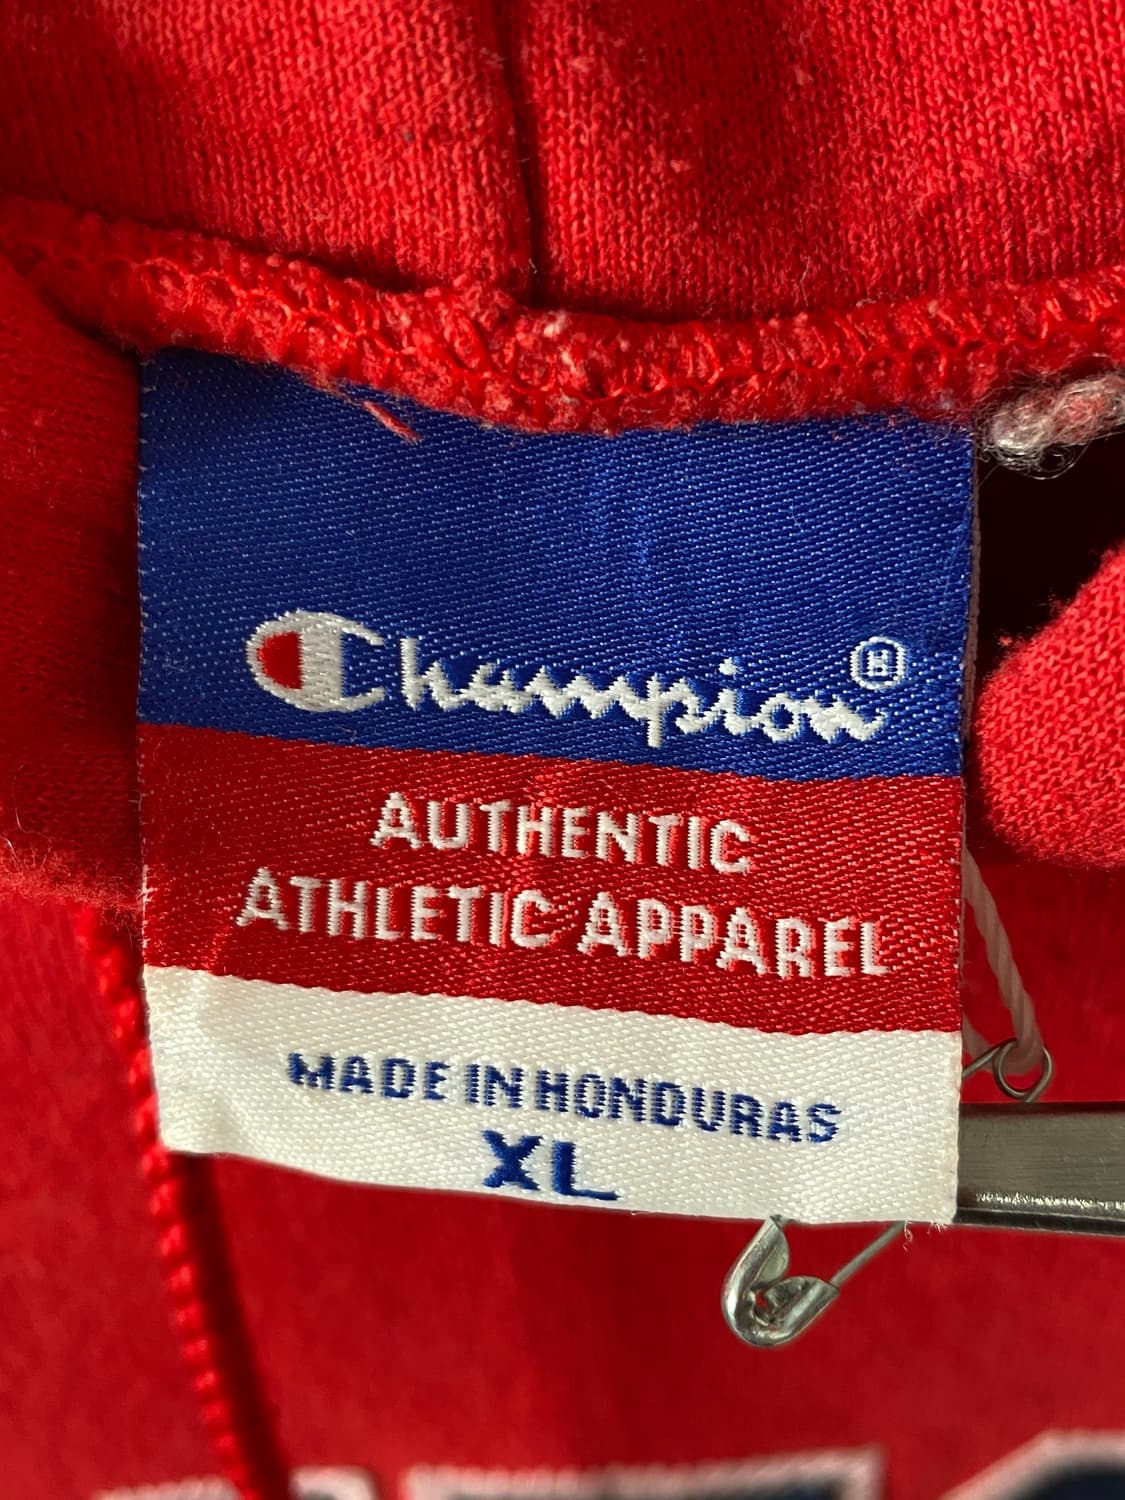 Champion®
AUTHENTIC
ATHLETIC APPAREL
MADE IN HONDURAS
XL